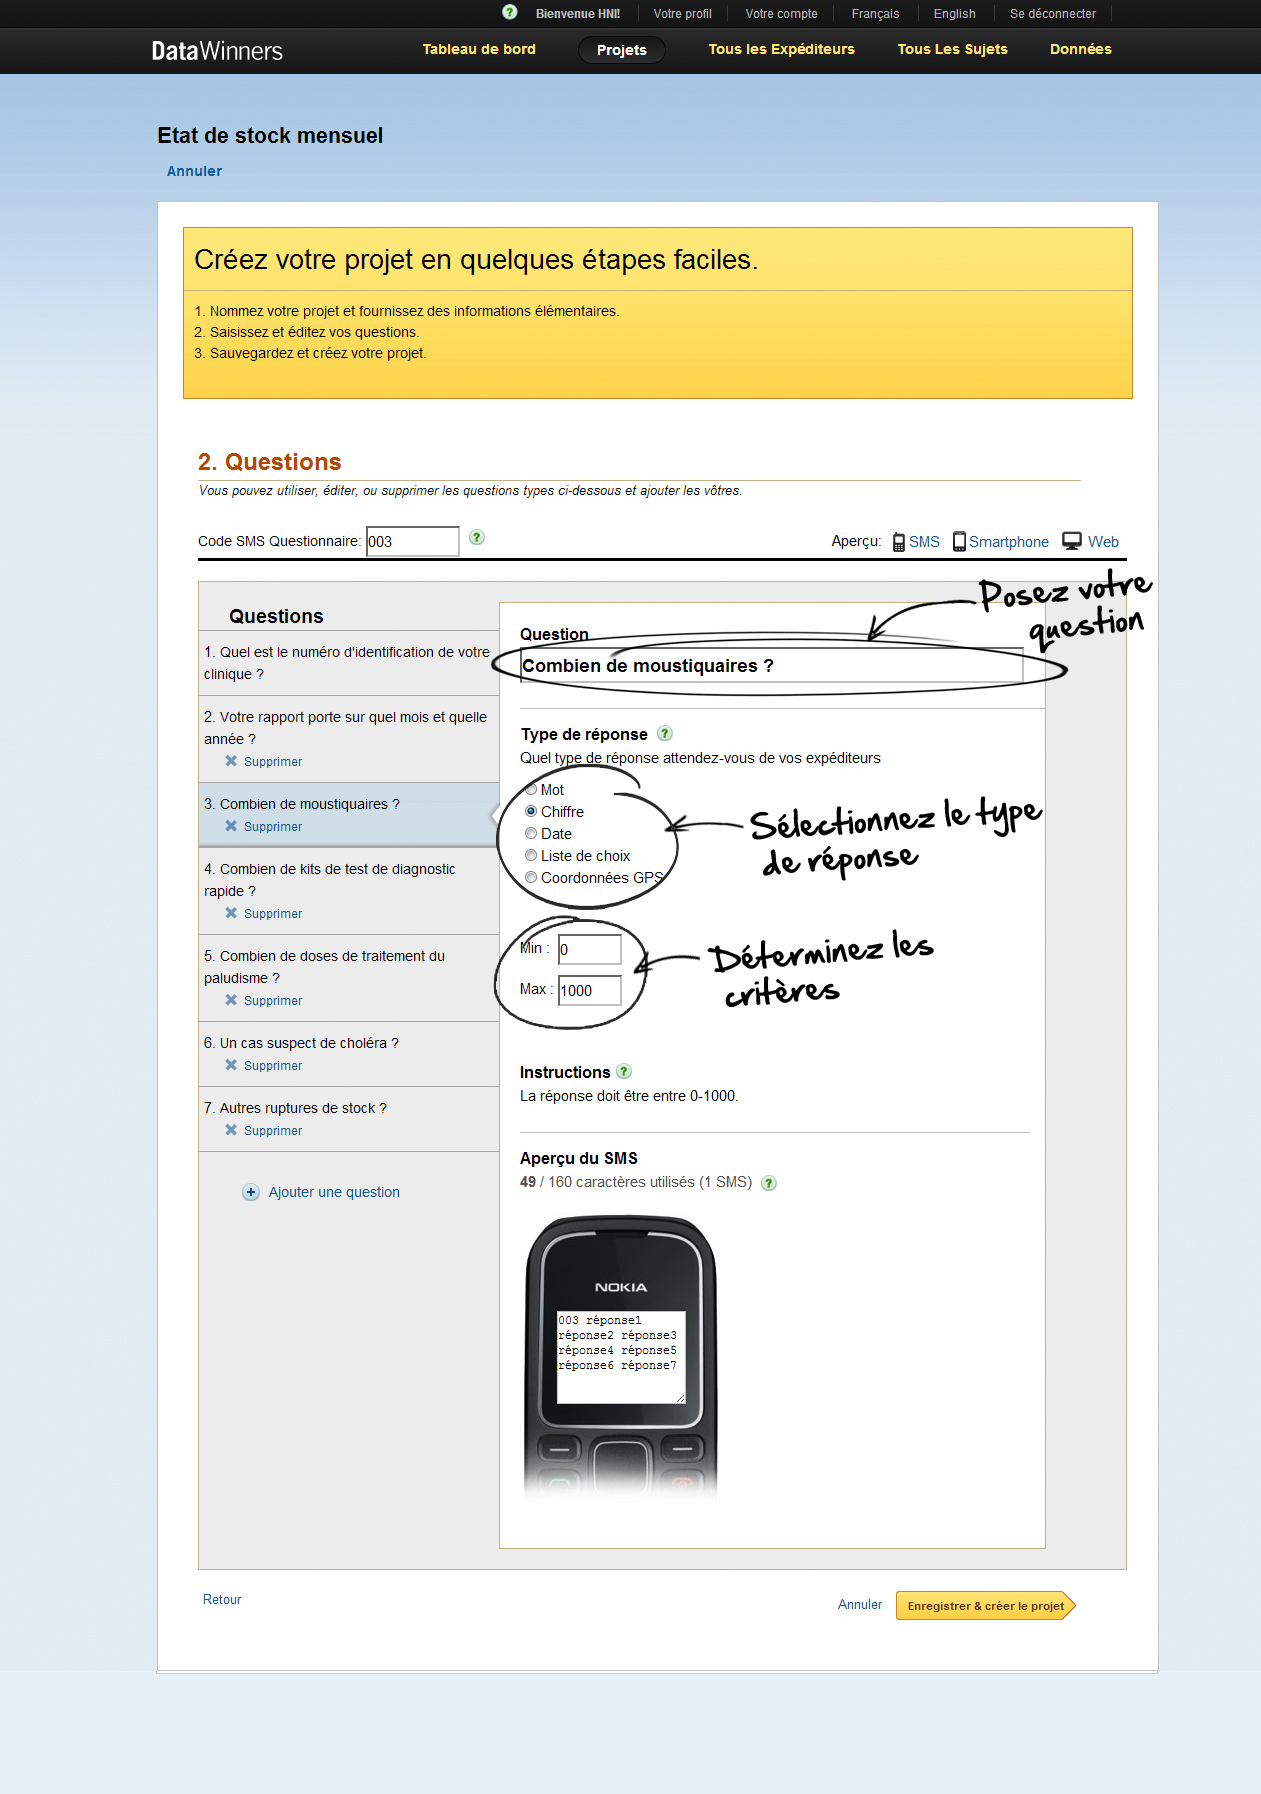 Bienvenue HNI! Votre profil Votre compte Français English Se déconnecter
DataWinners Tableau de bord Projets Tous les Expéditeurs Tous Les Sujets Données
Etat de stock mensuel
Annuler
Créez votre projet en quelques étapes faciles.
1. Nommez votre projet et fournissez des informations élémentaires.
2. Saisissez et éditez vos questions.
3. Sauvegardez et créez votre projet.
2. Questions
Vous pouvez utiliser, éditer, ou supprimer les questions types ci-dessous et ajouter les vôtres.
Code SMS Questionnaire: 003 ? Aperçu: SMS Smartphone Web
Questions
1. Quel est le numéro d'identification de votre
clinique ?
2. Votre rapport porte sur quel mois et quelle
année ?
Supprimer
3. Combien de moustiquaires ?
Supprimer
4. Combien de kits de test de diagnostic
rapide ?
Supprimer
5. Combien de doses de traitement du
paludisme ?
Supprimer
6. Un cas suspect de choléra ?
Supprimer
7. Autres ruptures de stock ?
Supprimer
Ajouter une question
Posez votre
question
Question
Combien de moustiquaires ?
Type de réponse ?
Quel type de réponse attendez-vous de vos expéditeurs
Mot
Chiffre
Date
Liste de choix
Coordonnées GPS
Sélectionnez le type
de réponse
Min : 0
Max : 1000
Déterminez les
critères
Instructions ?
La réponse doit être entre 0-1000.
Aperçu du SMS
49 / 160 caractères utilisés (1 SMS) ?
NOKIA
003 réponse1
réponse2 réponse3
réponse4 réponse5
réponse6 réponse7
Retour
Annuler Enregistrer & créer le projet